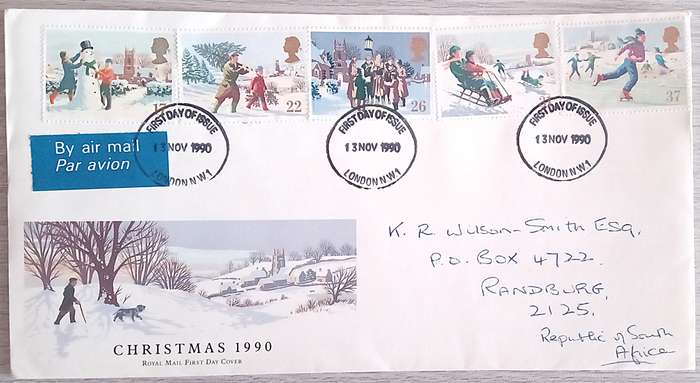 17
22
26
37
FIRST DAY OF ISSUE
13 NOV 1990
LONDON NW1
FIRST DAY OF ISSUE
13 NOV 1990
LONDON NW1
FIRST DAY OF ISSUE
13 NOV 1990
LONDON NW1
By air mail
Par avion
K. R Wilson-Smith Esq.
P.O. BOX 4722.
RANDBURG,
2125.
Republic of South
Africa
CHRISTMAS 1990
ROYAL MAIL FIRST DAY COVER